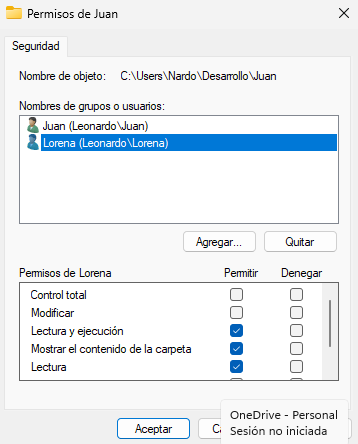 Permisos de Juan
Seguridad
Nombre de objeto: C:\Users\Nardo\Desarrollo\Juan
Nombres de grupos o usuarios:
Juan (Leonardo\Juan)
Lorena (Leonardo\Lorena)
Agregar... Quitar
Permisos de Lorena Permitir Denegar
Control total
Modificar
Lectura y ejecución
Mostrar el contenido de la carpeta
Lectura
Aceptar
OneDrive - Personal
Sesión no iniciada